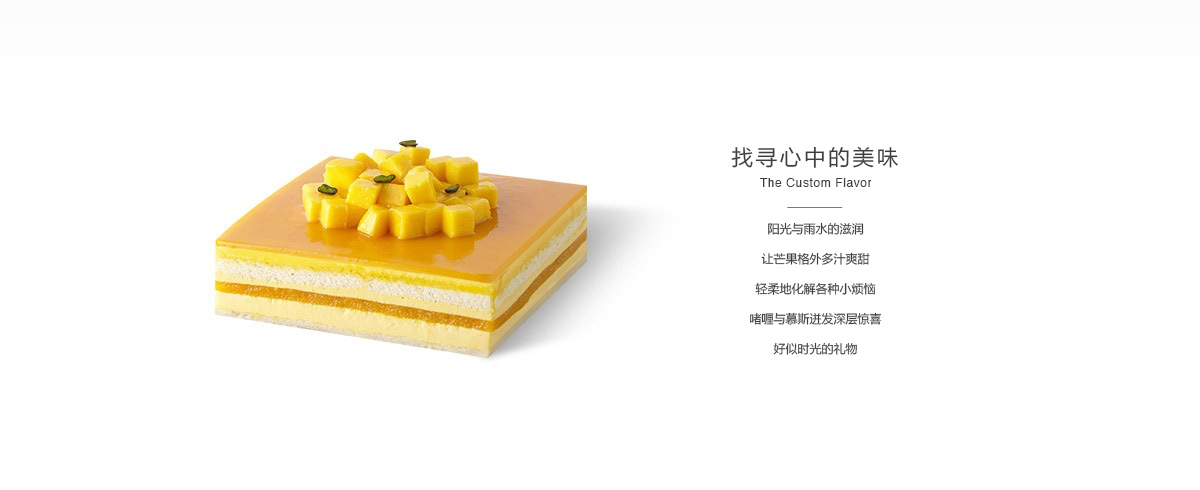 找寻心中的美味
The Custom Flavor
阳光与雨水的滋润
让芒果格外多汁爽甜
轻柔地化解各种小烦恼
啫喱与慕斯迸发深层惊喜
好似时光的礼物